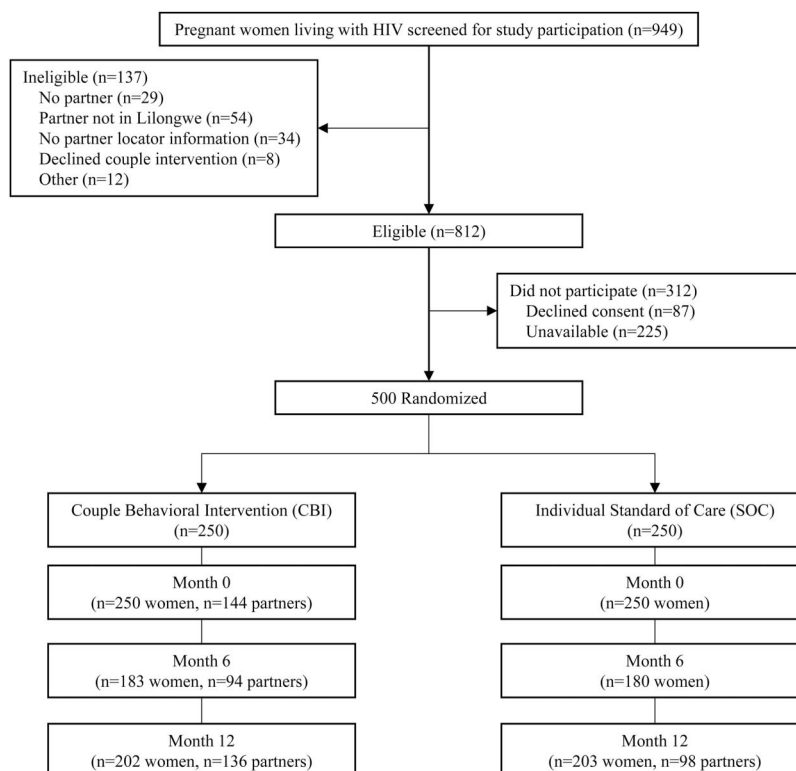 Pregnant women living with HIV screened for study participation (n=949)
Ineligible (n=137)
No partner (n=29)
Partner not in Lilongwe (n=54)
No partner locator information (n=34)
Declined couple intervention (n=8)
Other (n=12)
Eligible (n=812)
Did not participate (n=312)
Declined consent (n=87)
Unavailable (n=225)
500 Randomized
Couple Behavioral Intervention (CBI)
(n=250)
Individual Standard of Care (SOC)
(n=250)
Month 0
(n=250 women, n=144 partners)
Month 0
(n=250 women)
Month 6
(n=183 women, n=94 partners)
Month 6
(n=180 women)
Month 12
(n=202 women, n=136 partners)
Month 12
(n=203 women, n=98 partners)